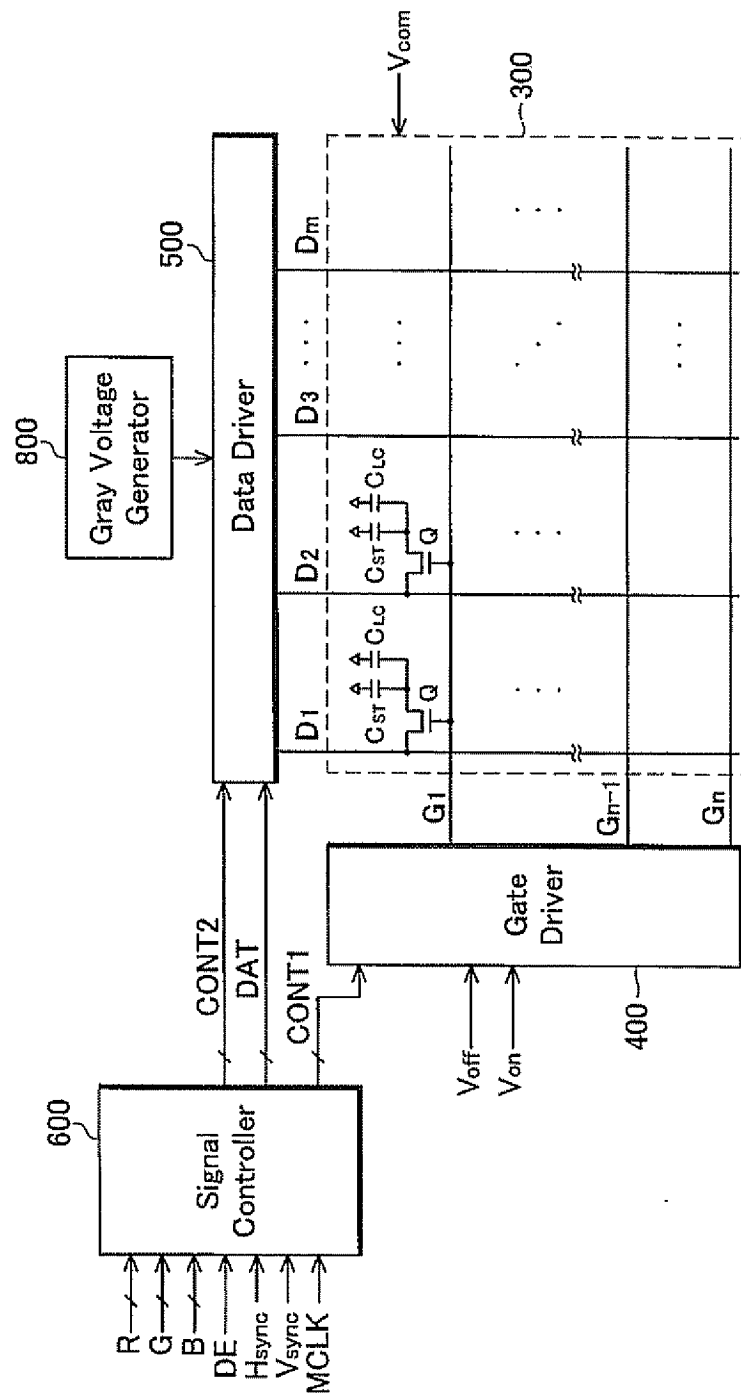 800
Gray Voltage
Generator
600
Signal
Controller
R
G
B
DE
Hsync
Vsync
MCLK
CONT2
DAT
CONT1
500
Data Driver
D1
D2
D3
. . .
Dm
Vcom
300
CST
CLC
Q
CST
CLC
Q
Voff
Von
Gate
Driver
400
G1
Gn-1
Gn